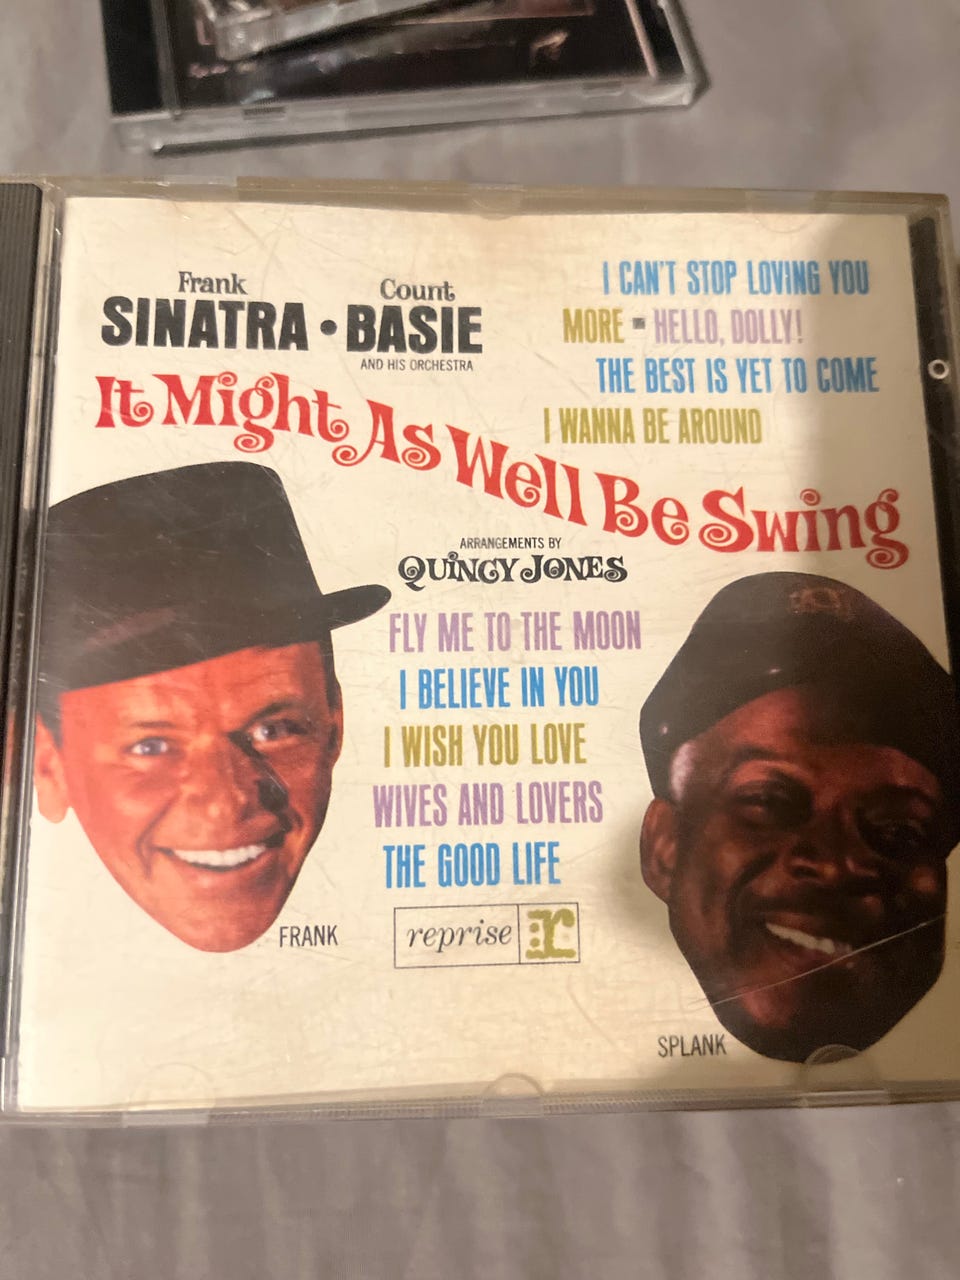 Frank Count
SINATRA • BASIE
AND HIS ORCHESTRA
I CAN'T STOP LOVING YOU
MORE ▪ HELLO, DOLLY!
THE BEST IS YET TO COME
I WANNA BE AROUND
It Might As Well Be Swing
ARRANGEMENTS BY
QUINCY JONES
FLY ME TO THE MOON
I BELIEVE IN YOU
I WISH YOU LOVE
WIVES AND LOVERS
THE GOOD LIFE
FRANK
reprise r
SPLANK